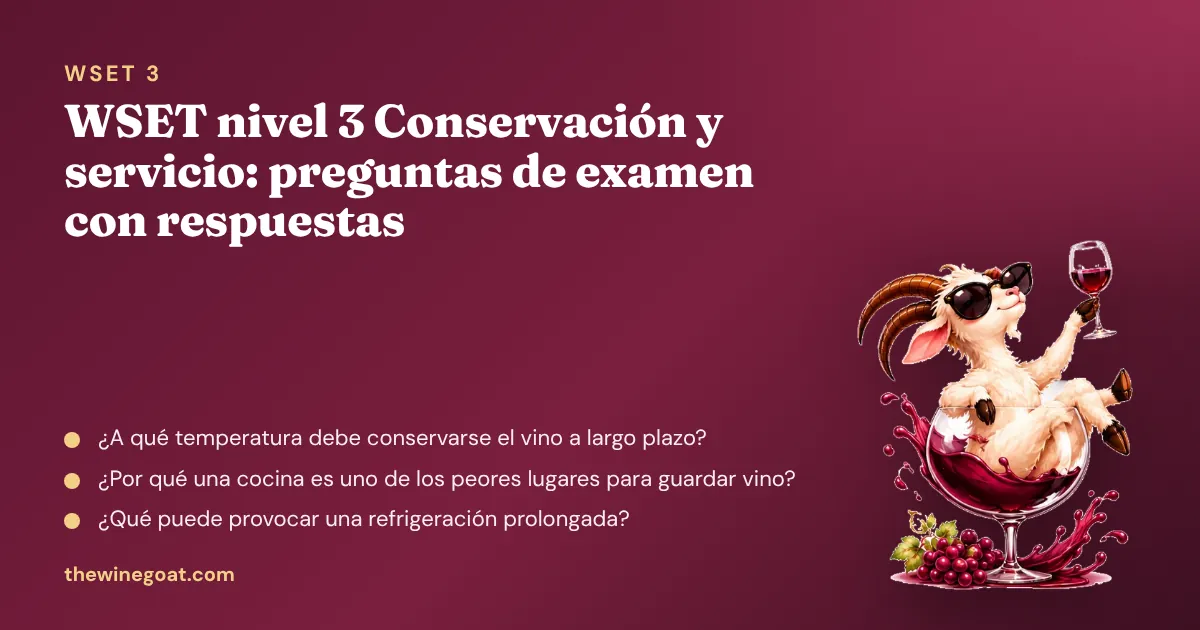 WSET 3
WSET nivel 3 Conservación y
servicio: preguntas de examen
con respuestas
¿A qué temperatura debe conservarse el vino a largo plazo?
¿Por qué una cocina es uno de los peores lugares para guardar vino?
¿Qué puede provocar una refrigeración prolongada?
thewinegoat.com